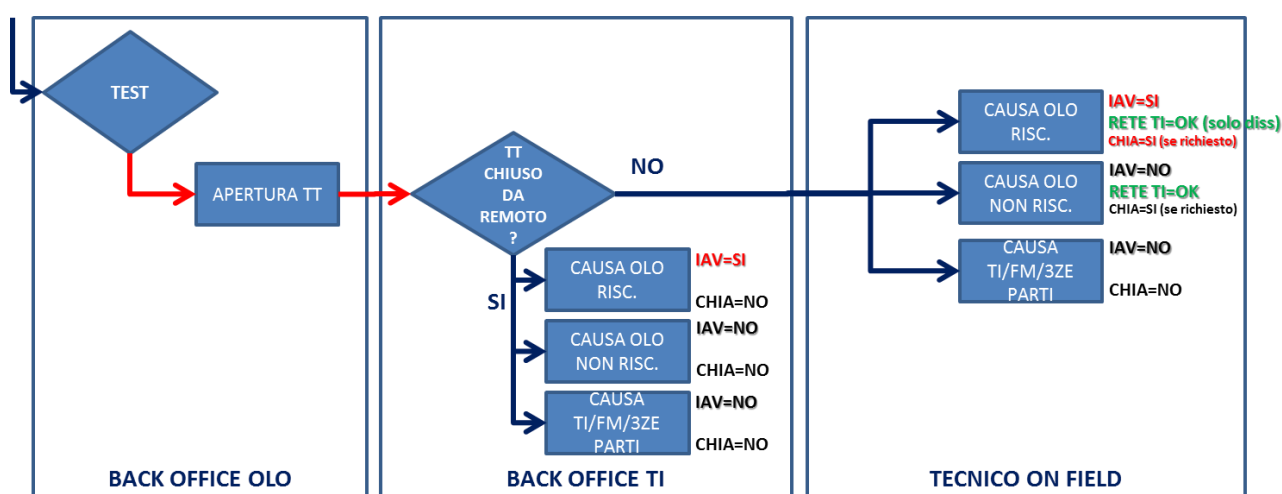 TEST
APERTURA TT
BACK OFFICE OLO
TT
CHIUSO
DA
REMOTO
?
NO
SI
CAUSA OLO
RISC.
IAV=SI
CHIA=NO
CAUSA OLO
NON RISC.
IAV=NO
CHIA=NO
CAUSA
TI/FM/3ZE
PARTI
IAV=NO
CHIA=NO
BACK OFFICE TI
CAUSA OLO
RISC.
IAV=SI
RETE TI=OK (solo diss)
CHIA=SI (se richiesto)
CAUSA OLO
NON RISC.
IAV=NO
RETE TI=OK
CHIA=SI (se richiesto)
CAUSA
TI/FM/3ZE
PARTI
IAV=NO
CHIA=NO
TECNICO ON FIELD